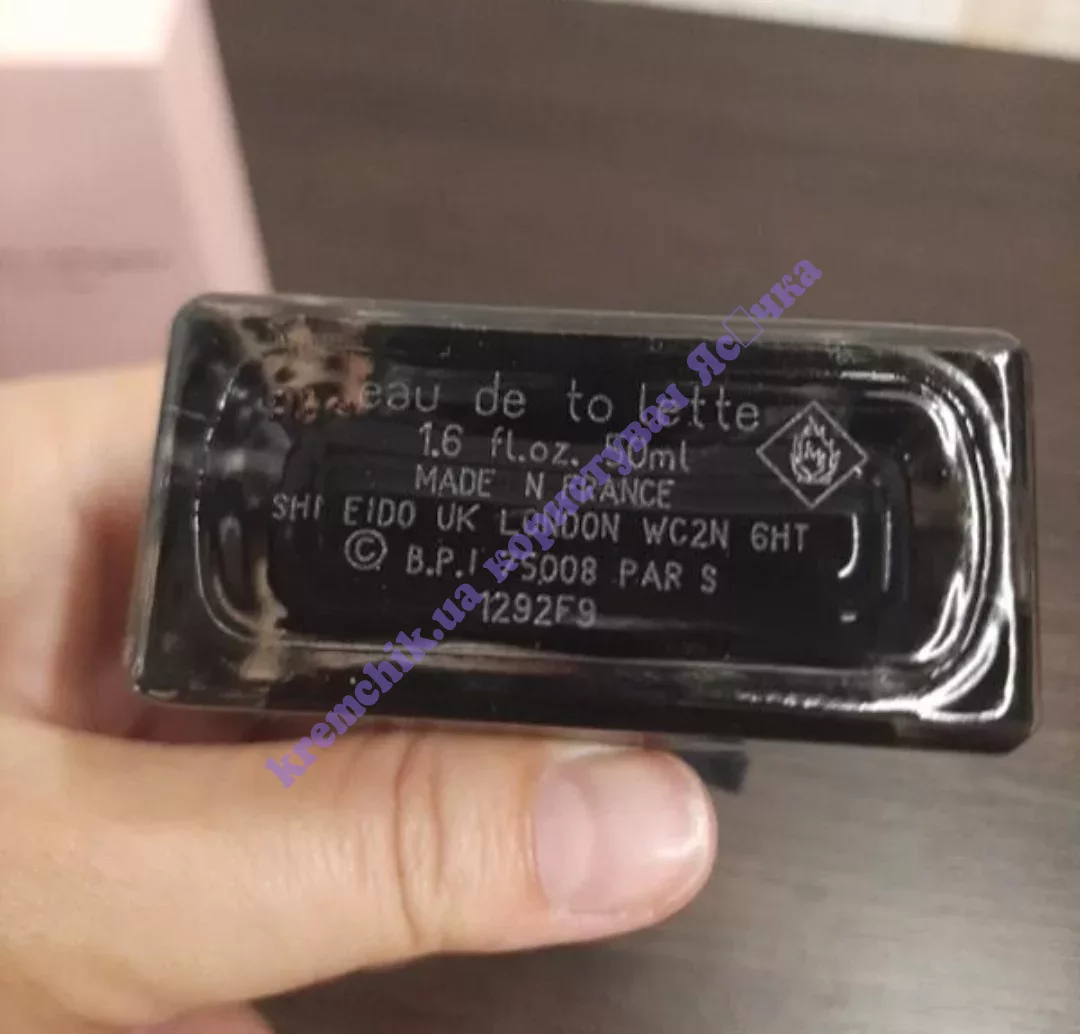 eau de to lette
1.6 fl.oz. 50ml
MADE N FRANCE
SHI EIDO UK LONDON WC2N 6HT
© B.P.I 75008 PAR S
1292F9
kremchik.ua користувач Яс□чка